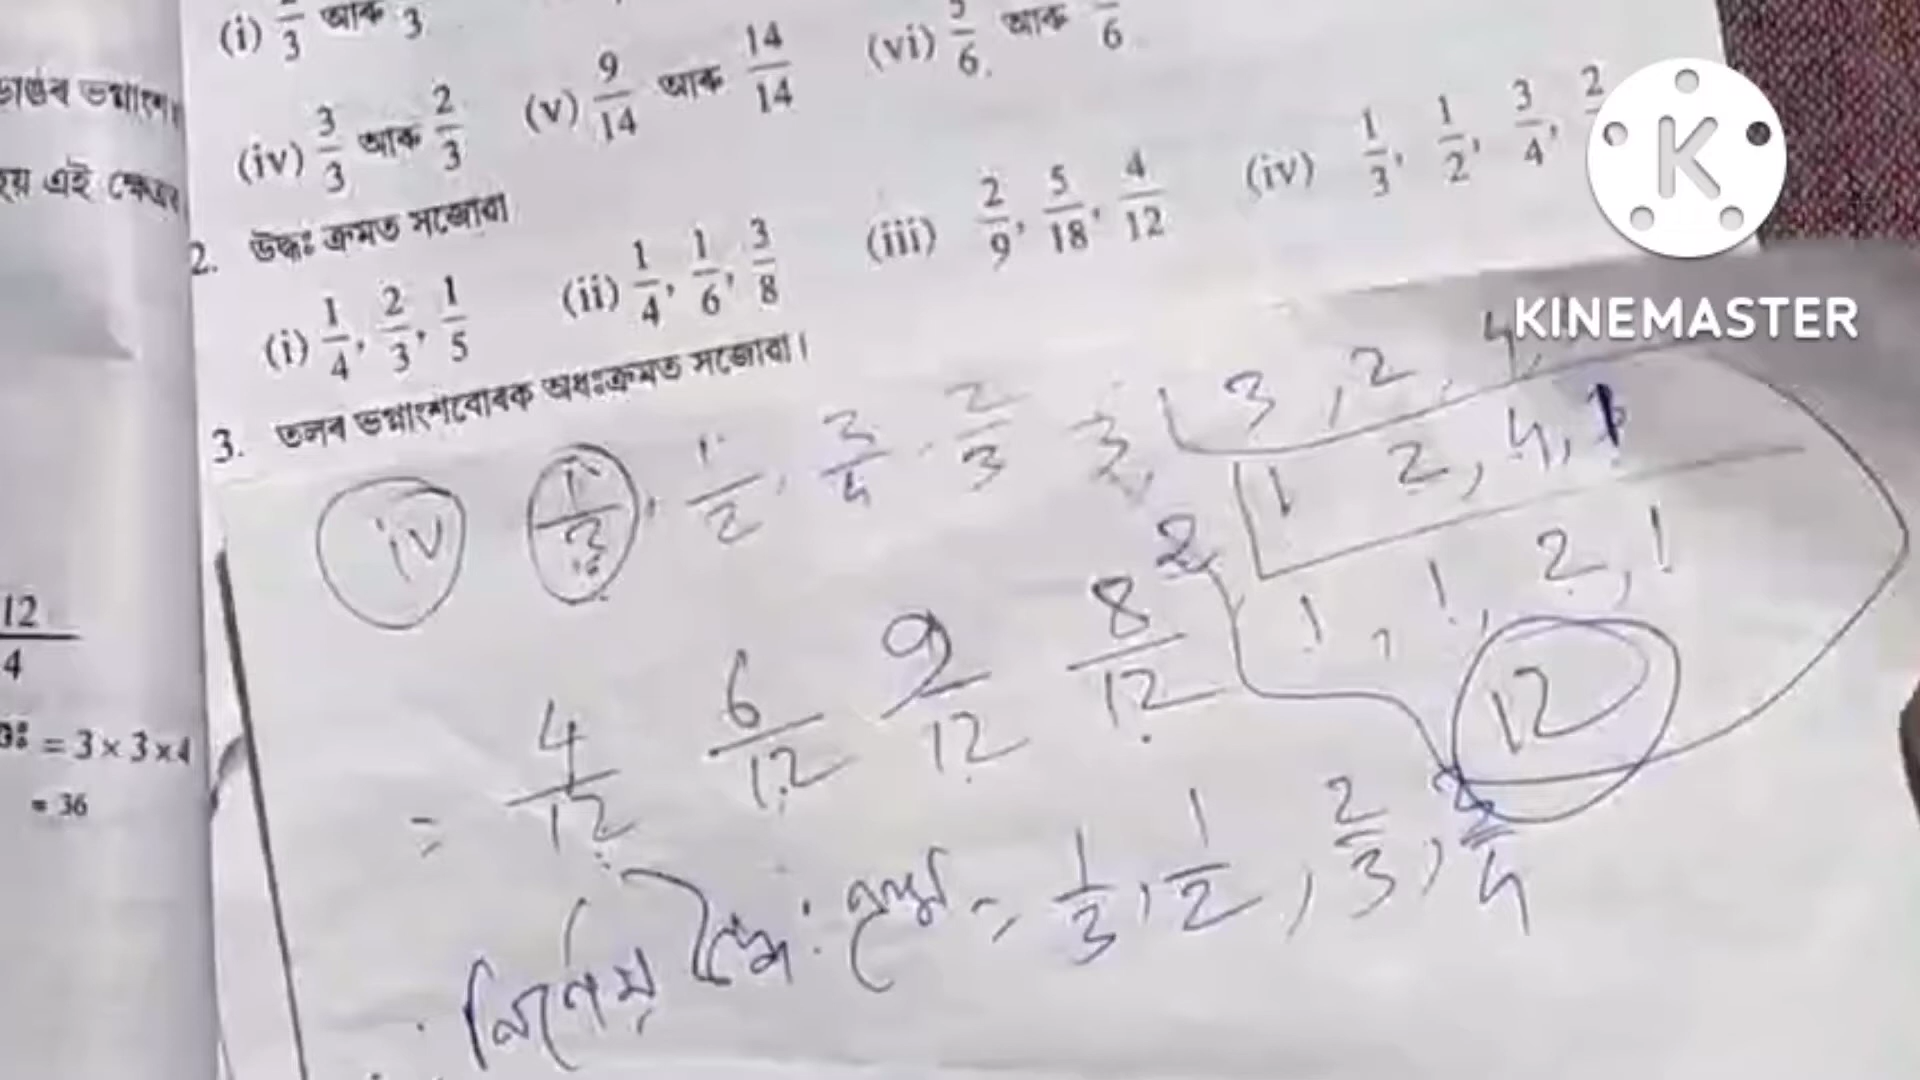 (i) /3 আৰু 3
(iv) 3/3 আৰু 2/3 (v) 9/14 আৰু 14/14 (vi) 5/6 আৰু /6
হয় এই ক্ষেত্ৰত
2. উৰ্দ্ধঃ ক্ৰমত সজোৱা
(i) 1/4, 2/3, 1/5 (ii) 1/4, 1/6, 3/8 (iii) 2/9, 5/18, 4/12 (iv) 1/3, 1/2, 3/4, 2
3. তলৰ ভগ্নাংশবোৰক অধঃক্ৰমত সজোৱা।
KINEMASTER
iv 1/3, 1/2, 3/4, 2/3
3 3, 2, 4,
2 1 2, 4, 1
1, 1, 2, 1
12
= 4/12 6/12 9/12 8/12
নিৰ্ণেয় = 1/3, 1/2, 2/3, 3/4
12/4
= 3 × 3 × 4
= 36